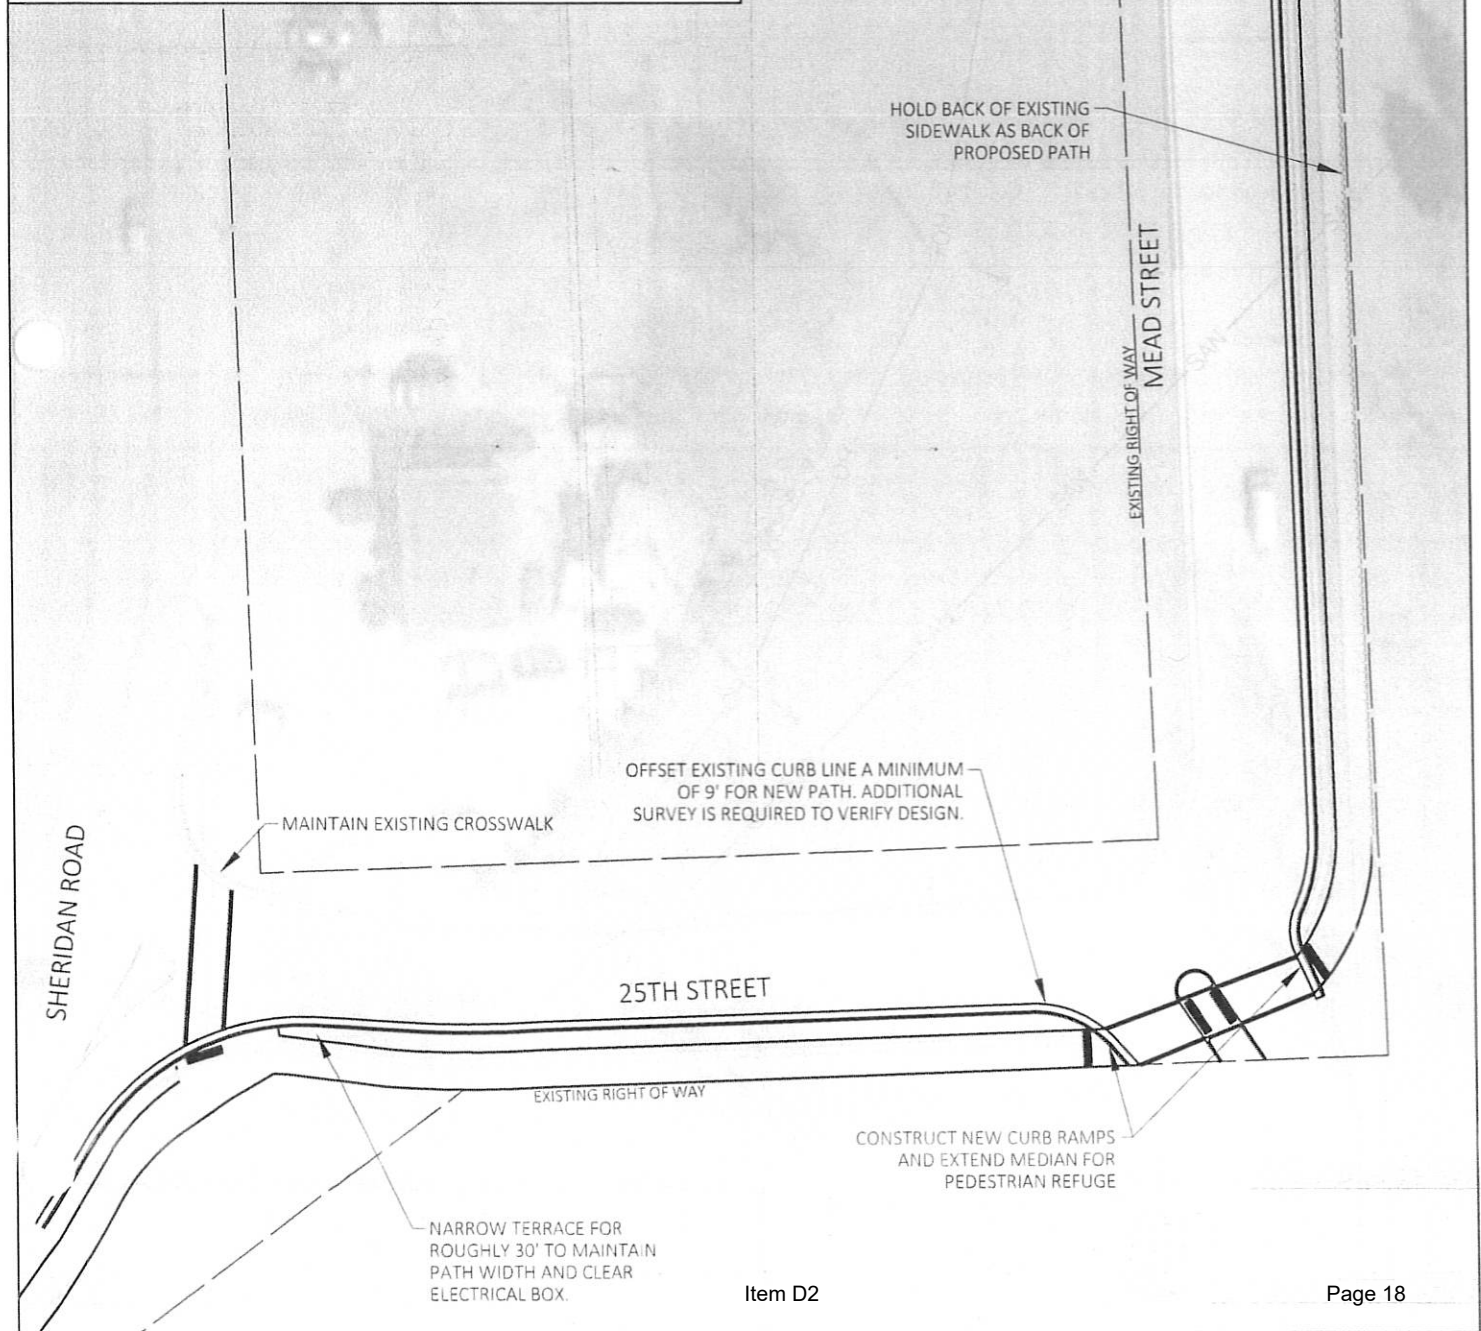 HOLD BACK OF EXISTING
SIDEWALK AS BACK OF
PROPOSED PATH
MEAD STREET
EXISTING RIGHT OF WAY
SAN
OFFSET EXISTING CURB LINE A MINIMUM
OF 9' FOR NEW PATH. ADDITIONAL
SURVEY IS REQUIRED TO VERIFY DESIGN.
MAINTAIN EXISTING CROSSWALK
SHERIDAN ROAD
25TH STREET
EXISTING RIGHT OF WAY
CONSTRUCT NEW CURB RAMPS
AND EXTEND MEDIAN FOR
PEDESTRIAN REFUGE
NARROW TERRACE FOR
ROUGHLY 30' TO MAINTAIN
PATH WIDTH AND CLEAR
ELECTRICAL BOX.
Item D2
Page 18